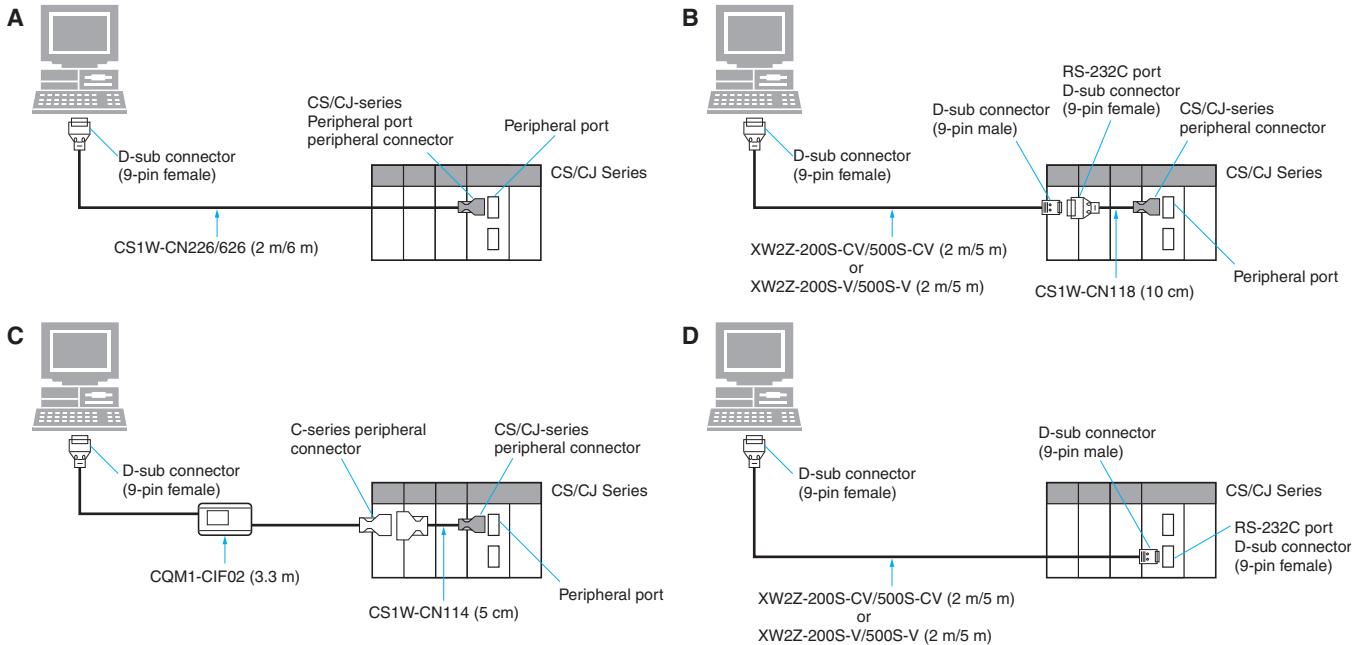 A
CS/CJ-series
Peripheral port
peripheral connector
Peripheral port
D-sub connector
(9-pin female)
CS/CJ Series
CS1W-CN226/626 (2 m/6 m)
B
RS-232C port
D-sub connector
(9-pin female)
D-sub connector
(9-pin male)
CS/CJ-series
peripheral connector
D-sub connector
(9-pin female)
CS/CJ Series
XW2Z-200S-CV/500S-CV (2 m/5 m)
or
XW2Z-200S-V/500S-V (2 m/5 m)
CS1W-CN118 (10 cm)
Peripheral port
C
C-series peripheral
connector
CS/CJ-series
peripheral connector
D-sub connector
(9-pin female)
CS/CJ Series
CQM1-CIF02 (3.3 m)
CS1W-CN114 (5 cm)
Peripheral port
D
D-sub connector
(9-pin male)
D-sub connector
(9-pin female)
CS/CJ Series
RS-232C port
D-sub connector
(9-pin female)
XW2Z-200S-CV/500S-CV (2 m/5 m)
or
XW2Z-200S-V/500S-V (2 m/5 m)